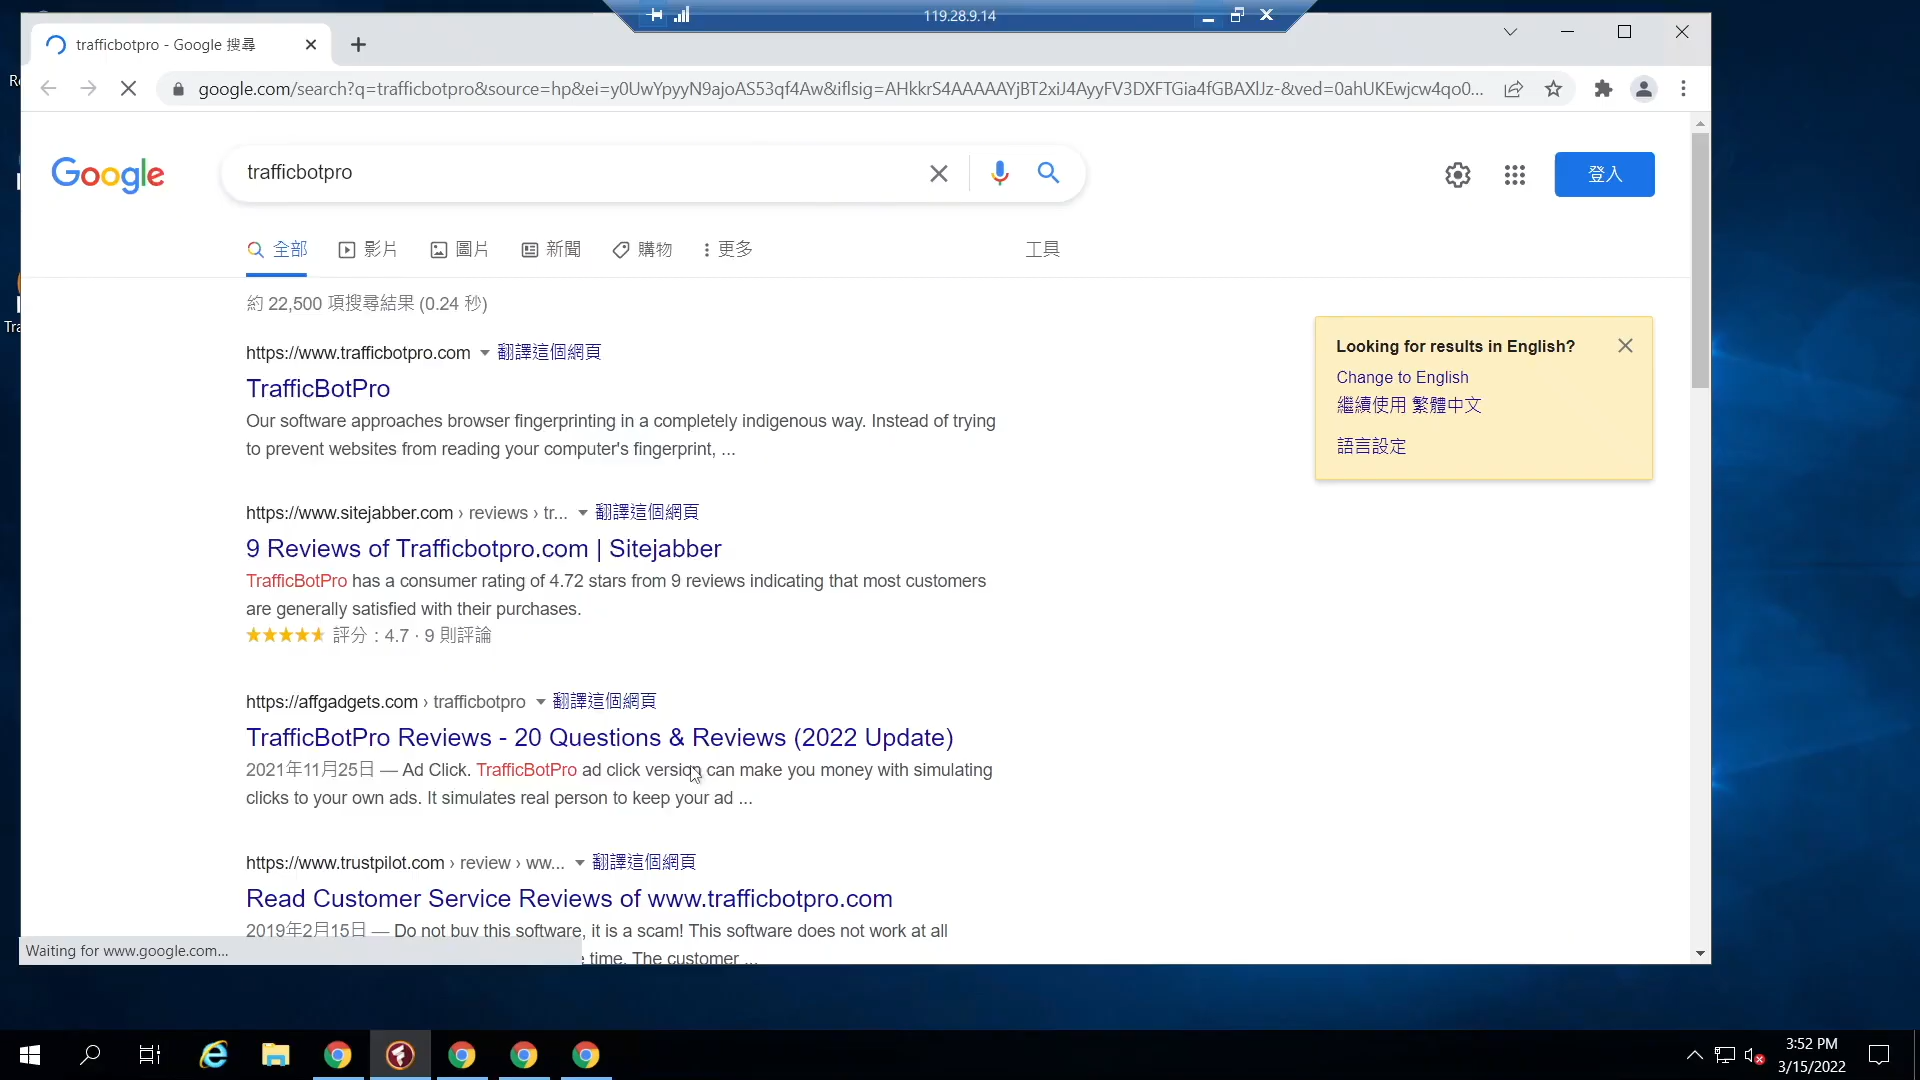 119.28.9.14
trafficbotpro - Google 搜尋
google.com/search?q=trafficbotpro&source=hp&ei=y0UwYpyyN9ajoAS53qf4Aw&iflsig=AHkkrS4AAAAAYjBT2xiJ4AyyFV3DXFTGia4fGBAXlJz-&ved=0ahUKEwjcw4qo0...
Google
trafficbotpro
登入
全部
影片
圖片
新聞
購物
更多
工具
約 22,500 項搜尋結果 (0.24 秒)
https://www.trafficbotpro.com 翻譯這個網頁
TrafficBotPro
Our software approaches browser fingerprinting in a completely indigenous way. Instead of trying
to prevent websites from reading your computer's fingerprint, ...
Looking for results in English?
Change to English
繼續使用 繁體中文
語言設定
https://www.sitejabber.com › reviews › tr... 翻譯這個網頁
9 Reviews of Trafficbotpro.com | Sitejabber
TrafficBotPro has a consumer rating of 4.72 stars from 9 reviews indicating that most customers
are generally satisfied with their purchases.
評分：4.7 · 9 則評論
https://affgadgets.com › trafficbotpro 翻譯這個網頁
TrafficBotPro Reviews - 20 Questions & Reviews (2022 Update)
2021年11月25日 — Ad Click. TrafficBotPro ad click version can make you money with simulating
clicks to your own ads. It simulates real person to keep your ad ...
https://www.trustpilot.com › review › ww... 翻譯這個網頁
Read Customer Service Reviews of www.trafficbotpro.com
2019年2月15日 — Do not buy this software, it is a scam! This software does not work at all
time. The customer ...
Waiting for www.google.com...
3:52 PM
3/15/2022